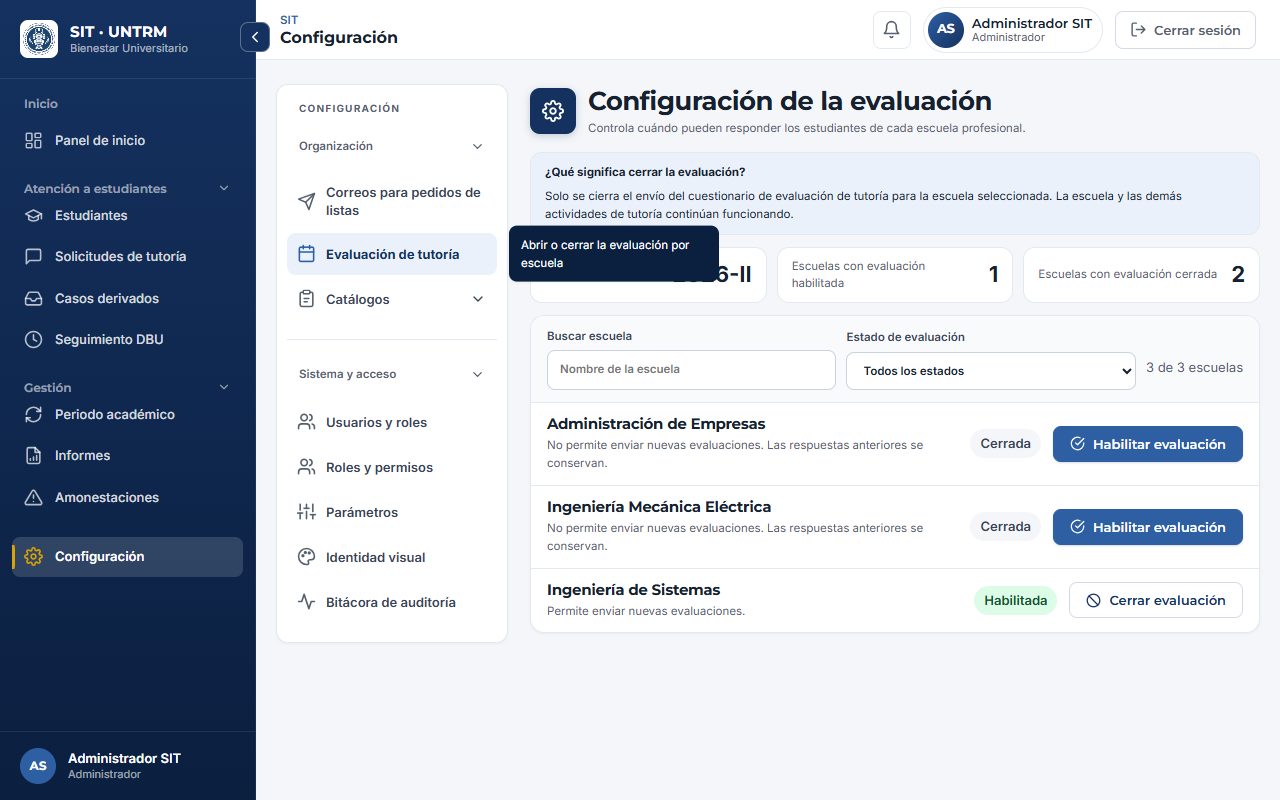 SIT · UNTRM
Bienestar Universitario
Inicio
Panel de inicio
Atención a estudiantes
Estudiantes
Solicitudes de tutoría
Casos derivados
Seguimiento DBU
Gestión
Periodo académico
Informes
Amonestaciones
Configuración
AS
Administrador SIT
Administrador
SIT
Configuración
AS
Administrador SIT
Administrador
Cerrar sesión
CONFIGURACIÓN
Organización
Correos para pedidos de
listas
Evaluación de tutoría
Catálogos
Sistema y acceso
Usuarios y roles
Roles y permisos
Parámetros
Identidad visual
Bitácora de auditoría
Configuración de la evaluación
Controla cuándo pueden responder los estudiantes de cada escuela profesional.
¿Qué significa cerrar la evaluación?
Solo se cierra el envío del cuestionario de evaluación de tutoría para la escuela seleccionada. La escuela y las demás
actividades de tutoría continúan funcionando.
Abrir o cerrar la evaluación por
escuela
6-II
Escuelas con evaluación
habilitada
1
Escuelas con evaluación cerrada
2
Buscar escuela
Nombre de la escuela
Estado de evaluación
Todos los estados
3 de 3 escuelas
Administración de Empresas
No permite enviar nuevas evaluaciones. Las respuestas anteriores se
conservan.
Cerrada
Habilitar evaluación
Ingeniería Mecánica Eléctrica
No permite enviar nuevas evaluaciones. Las respuestas anteriores se
conservan.
Cerrada
Habilitar evaluación
Ingeniería de Sistemas
Permite enviar nuevas evaluaciones.
Habilitada
Cerrar evaluación